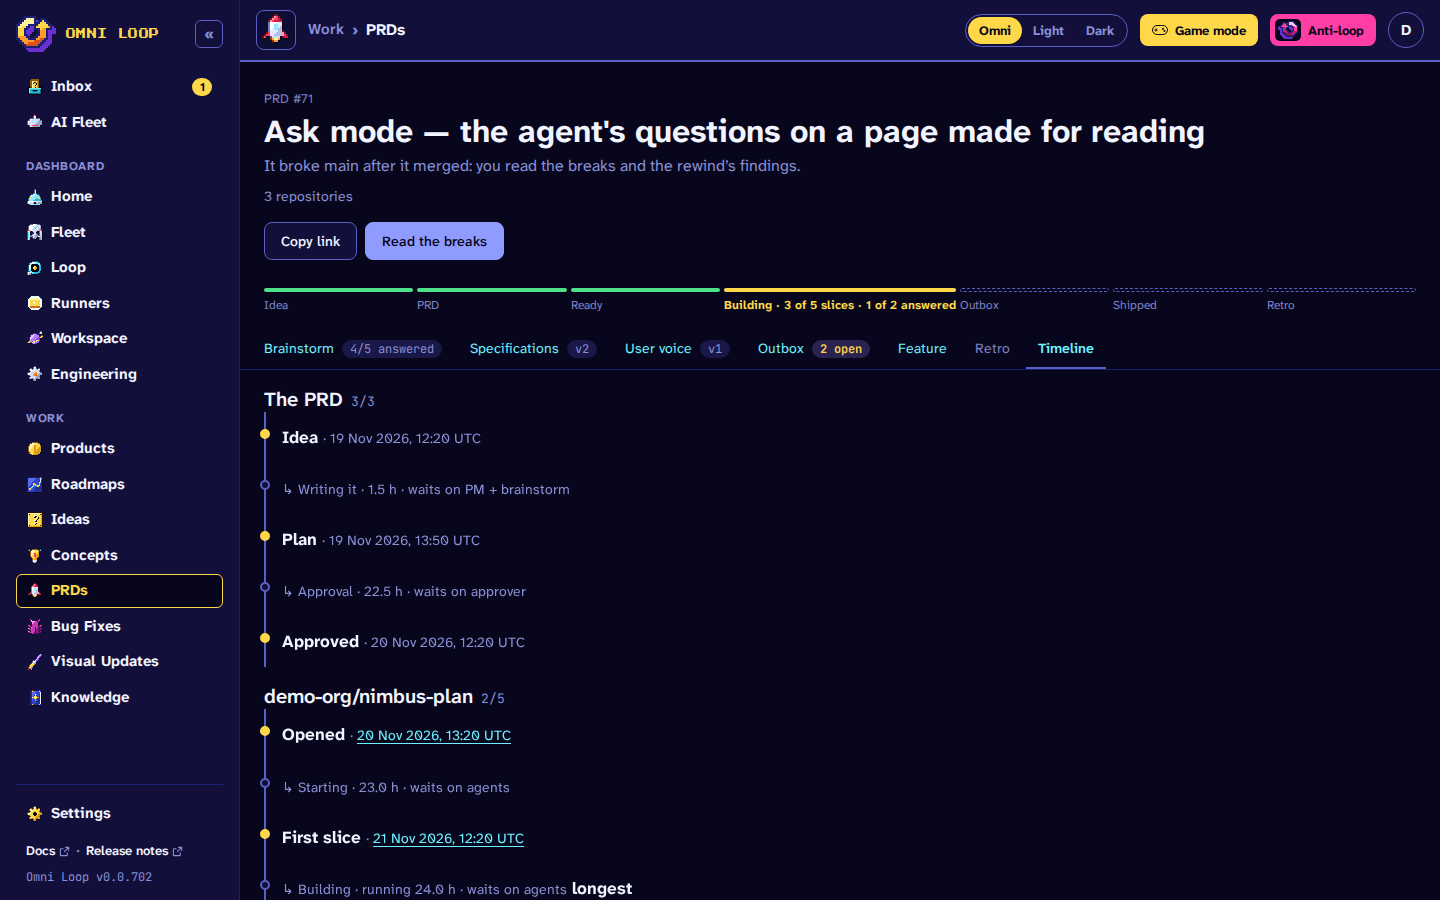 OMNI LOOP
«
Inbox
1
AI Fleet
DASHBOARD
Home
Fleet
Loop
Runners
Workspace
Engineering
WORK
Products
Roadmaps
Ideas
Concepts
PRDs
Bug Fixes
Visual Updates
Knowledge
Settings
Docs · Release notes
Omni Loop v0.0.702
Work › PRDs
Omni Light Dark
Game mode
Anti-loop
D
PRD #71
Ask mode — the agent's questions on a page made for reading
It broke main after it merged: you read the breaks and the rewind's findings.
3 repositories
Copy link
Read the breaks
Idea
PRD
Ready
Building · 3 of 5 slices · 1 of 2 answered
Outbox
Shipped
Retro
Brainstorm 4/5 answered
Specifications v2
User voice v1
Outbox 2 open
Feature
Retro
Timeline
The PRD 3/3
Idea · 19 Nov 2026, 12:20 UTC
↳ Writing it · 1.5 h · waits on PM + brainstorm
Plan · 19 Nov 2026, 13:50 UTC
↳ Approval · 22.5 h · waits on approver
Approved · 20 Nov 2026, 12:20 UTC
demo-org/nimbus-plan 2/5
Opened · 20 Nov 2026, 13:20 UTC
↳ Starting · 23.0 h · waits on agents
First slice · 21 Nov 2026, 12:20 UTC
↳ Building · running 24.0 h · waits on agents longest